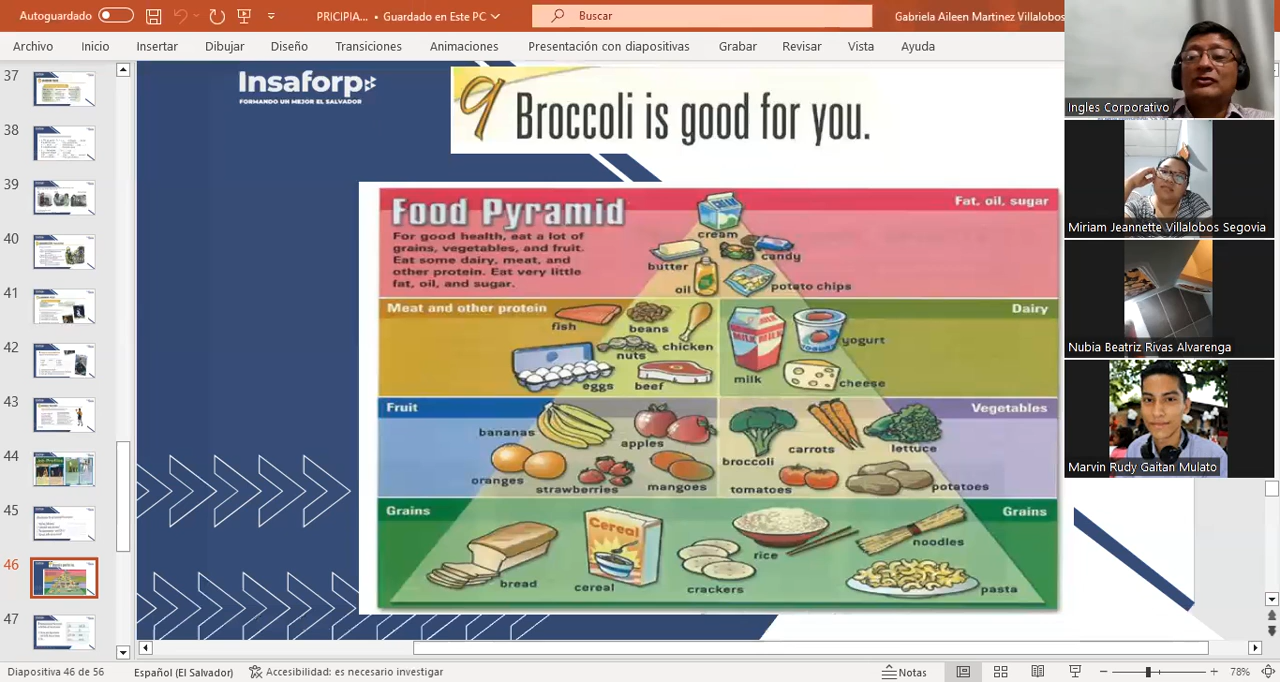 Autoguardado
PRICIPIA... • Guardado en Este PC
Buscar
Gabriela Aileen Martinez Villalobos
Archivo
Inicio
Insertar
Dibujar
Diseño
Transiciones
Animaciones
Presentación con diapositivas
Grabar
Revisar
Vista
Ayuda
37
38
39
40
41
42
43
44
45
46
47
Insaforp
FORMANDO UN MEJOR EL SALVADOR
9 Broccoli is good for you.
Food Pyramid
For good health, eat a lot of
grains, vegetables, and fruit.
Eat some dairy, meat, and
other protein. Eat very little
fat, oil, and sugar.
Fat, oil, sugar
cream
butter
candy
oil
potato chips
Meat and other protein
fish
beans
chicken
nuts
eggs
beef
Dairy
yogurt
milk
cheese
Fruit
bananas
apples
oranges
strawberries
mangoes
Vegetables
broccoli
carrots
lettuce
tomatoes
potatoes
Grains
Grains
Cereal
bread
cereal
crackers
rice
noodles
pasta
Ingles Corporativo
Miriam Jeannette Villalobos Segovia
Nubia Beatriz Rivas Alvarenga
Marvin Rudy Gaitan Mulato
Diapositiva 46 de 56
Español (El Salvador)
Accesibilidad: es necesario investigar
Notas
78%